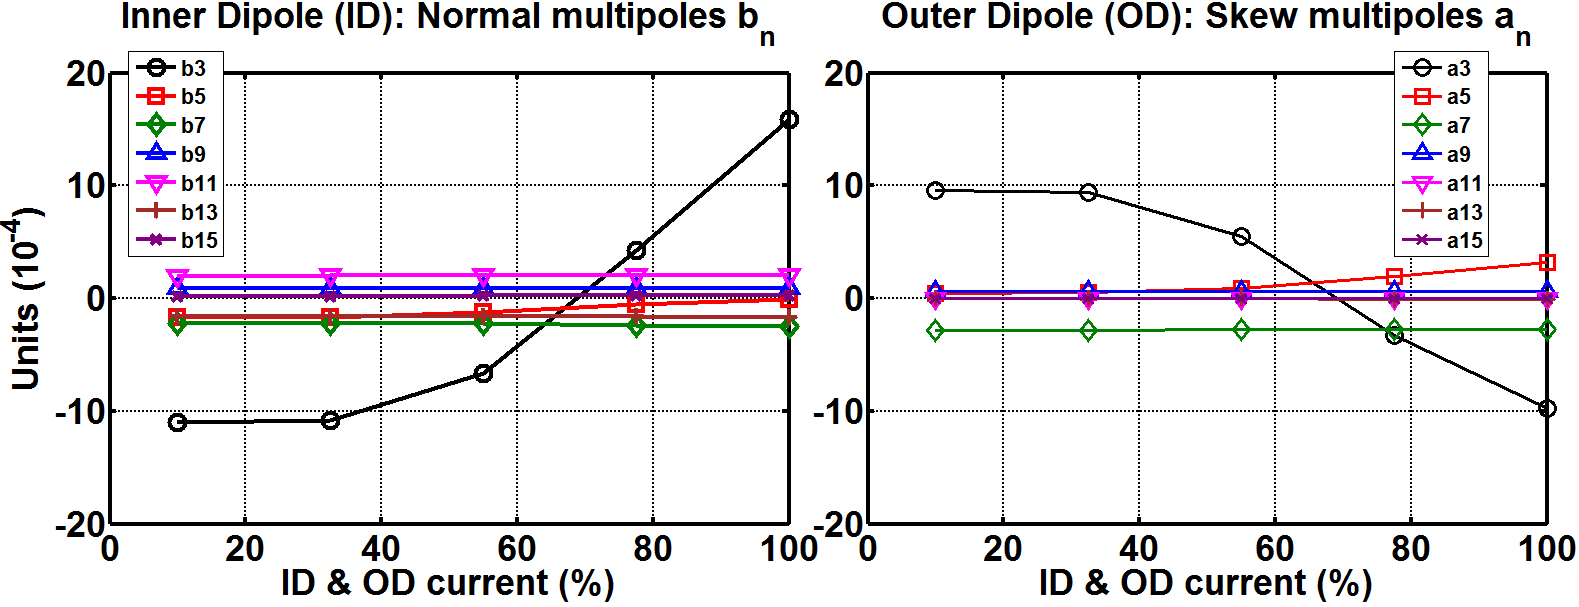 Inner Dipole (ID): Normal multipoles bn
Outer Dipole (OD): Skew multipoles an
20
10
0
-10
-20
Units (10-4)
b3
b5
b7
b9
b11
b13
b15
0
20
40
60
80
100
ID & OD current (%)
20
10
0
-10
-20
a3
a5
a7
a9
a11
a13
a15
0
20
40
60
80
100
ID & OD current (%)